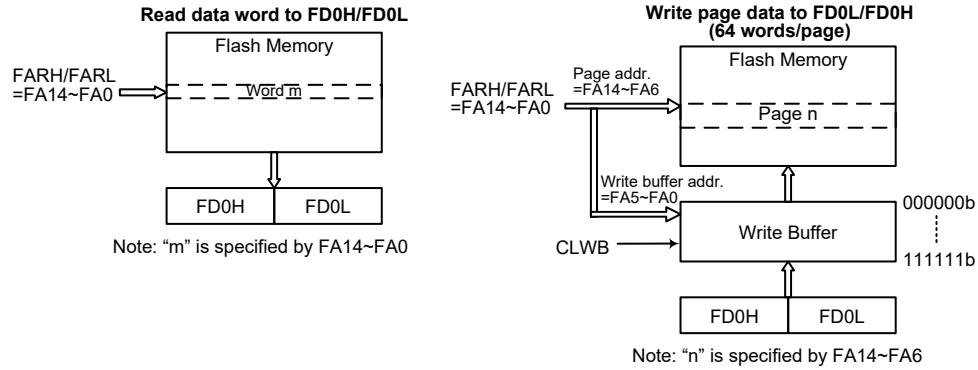 Read data word to FD0H/FD0L
Flash Memory
FARH/FARL
=FA14~FA0
Word m
FD0H
FD0L
Note: "m" is specified by FA14~FA0
Write page data to FD0L/FD0H
(64 words/page)
Flash Memory
Page addr.
=FA14~FA6
FARH/FARL
=FA14~FA0
Page n
Write buffer addr.
=FA5~FA0
000000b
Write Buffer
CLWB
111111b
FD0H
FD0L
Note: "n" is specified by FA14~FA6